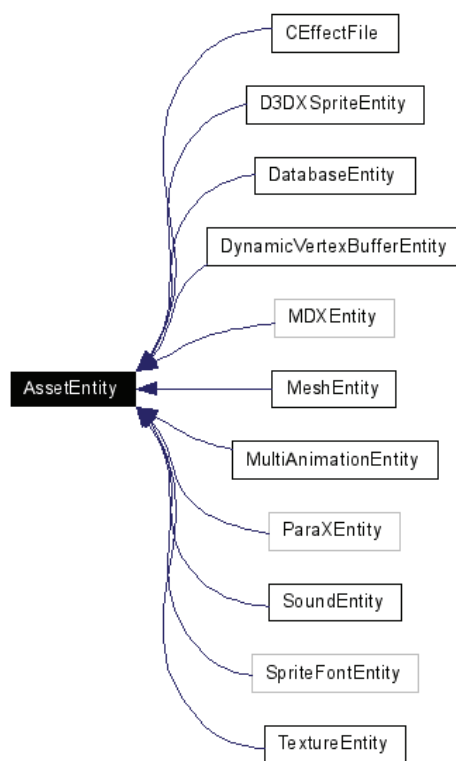 CEffectFile
D3DXSpriteEntity
DatabaseEntity
DynamicVertexBufferEntity
MDXEntity
AssetEntity
MeshEntity
MultiAnimationEntity
ParaXEntity
SoundEntity
SpriteFontEntity
TextureEntity